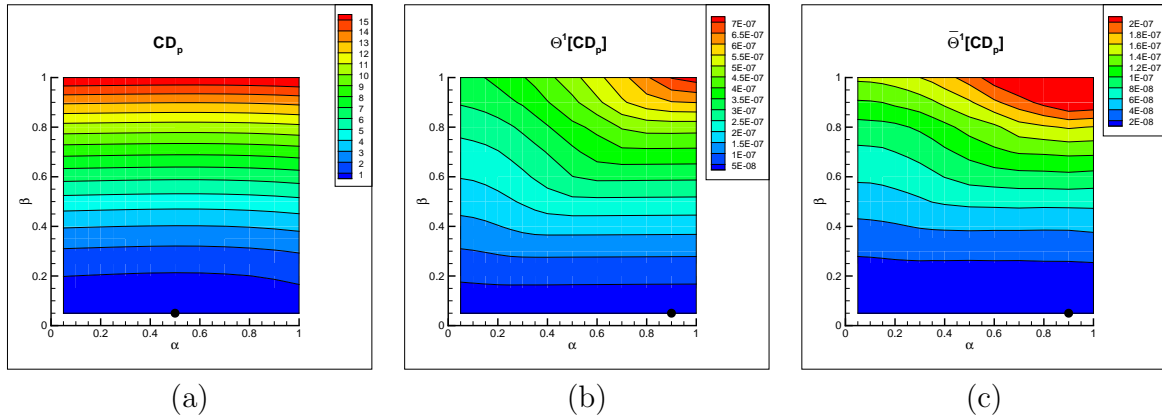 CD_p
15
14
13
12
11
10
9
8
7
6
5
4
3
2
1
β
1
0.8
0.6
0.4
0.2
0
0 0.2 0.4 0.6 0.8 1
α
(a)
Θ¹[CD_p]
7E-07
6.5E-07
6E-07
5E-07
4.5E-07
4E-07
3.5E-07
3E-07
2.5E-07
2E-07
1.5E-07
1E-07
5E-08
β
1
0.8
0.6
0.4
0.2
0
0 0.2 0.4 0.6 0.8 1
α
(b)
Θ̄¹[CD_p]
2E-07
1.8E-07
1.6E-07
1.4E-07
1.2E-07
1E-07
8E-08
6E-08
4E-08
2E-08
β
1
0.8
0.6
0.4
0.2
0
0 0.2 0.4 0.6 0.8 1
α
(c)